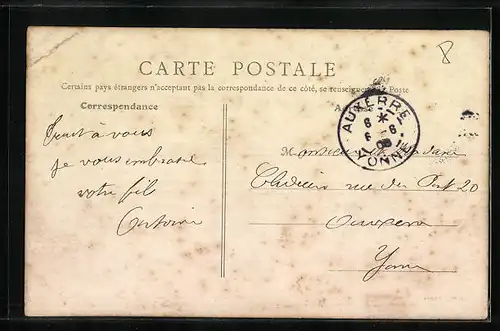 8
CARTE POSTALE
Certains pays étrangers n'acceptant pas la correspondance de ce côté, se renseigner à la Poste
Correspondance
AUXERRE
YONNE
Tout à vous
je vous embrasse
votre fils
Antoine
Monsieur
rue du Pont 20
Auxerre
Yonne